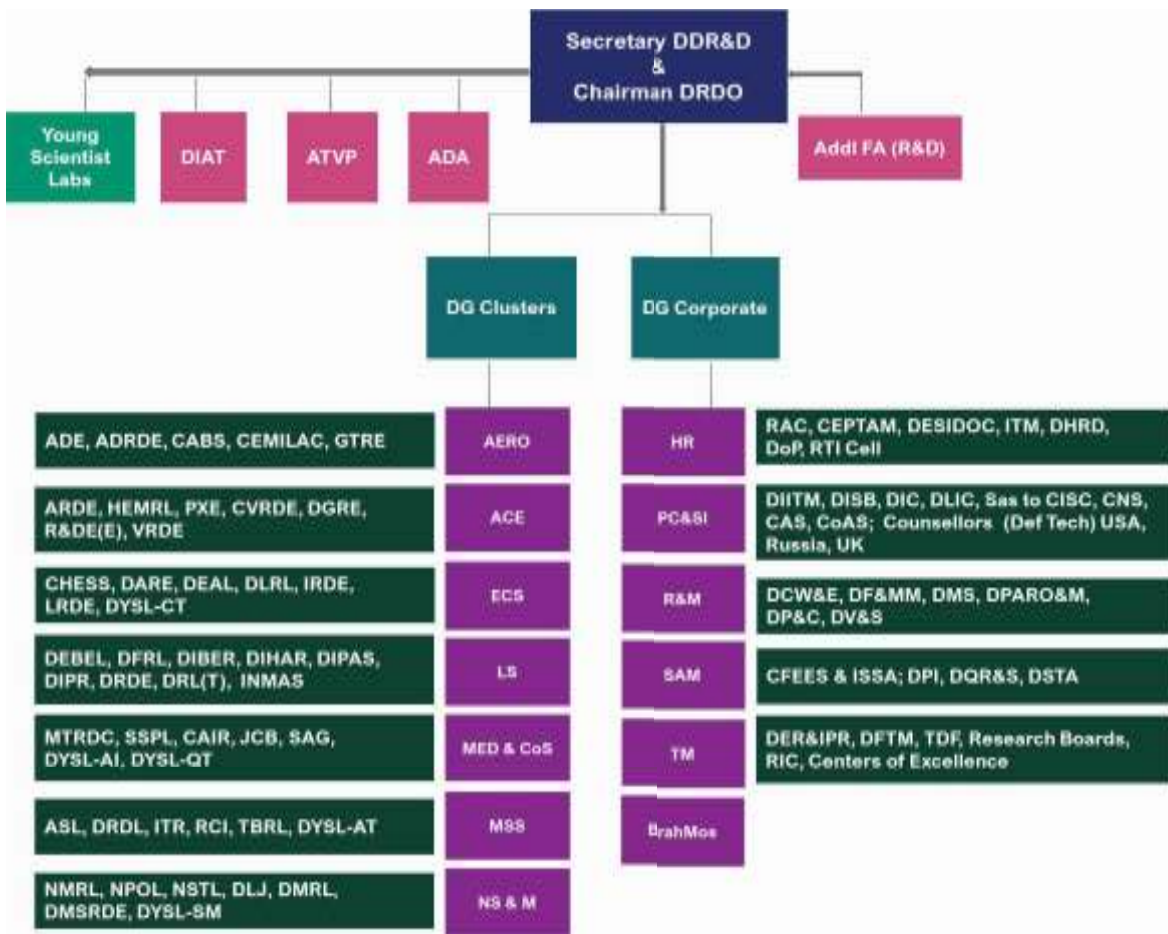 Secretary DDR&D
&
Chairman DRDO
Young
Scientist
Labs
DIAT
ATVP
ADA
Addl FA (R&D)
DG Clusters
DG Corporate
ADE, ADRDE, CABS, CEMILAC, GTRE
AERO
HR
RAC, CEPTAM, DESIDOC, ITM, DHRD,
DoP, RTI Cell
ARDE, HEMRL, PXE, CVRDE, DGRE,
R&DE(E), VRDE
ACE
PC&SI
DIITM, DISB, DIC, DLIC, Sas to CISC, CNS,
CAS, CoAS; Counsellors (Def Tech) USA,
Russia, UK
CHESS, DARE, DEAL, DLRL, IRDE,
LRDE, DYSL-CT
ECS
R&M
DCW&E, DF&MM, DMS, DPARO&M,
DP&C, DV&S
DEBEL, DFRL, DIBER, DIHAR, DIPAS,
DIPR, DRDE, DRL(T), INMAS
LS
SAM
CFEES & ISSA; DPI, DQR&S, DSTA
MTRDC, SSPL, CAIR, JCB, SAG,
DYSL-AI, DYSL-QT
MED & CoS
TM
DER&IPR, DFTM, TDF, Research Boards,
RIC, Centers of Excellence
ASL, DRDL, ITR, RCI, TBRL, DYSL-AT
MSS
BrahMos
NMRL, NPOL, NSTL, DLJ, DMRL,
DMSRDE, DYSL-SM
NS & M